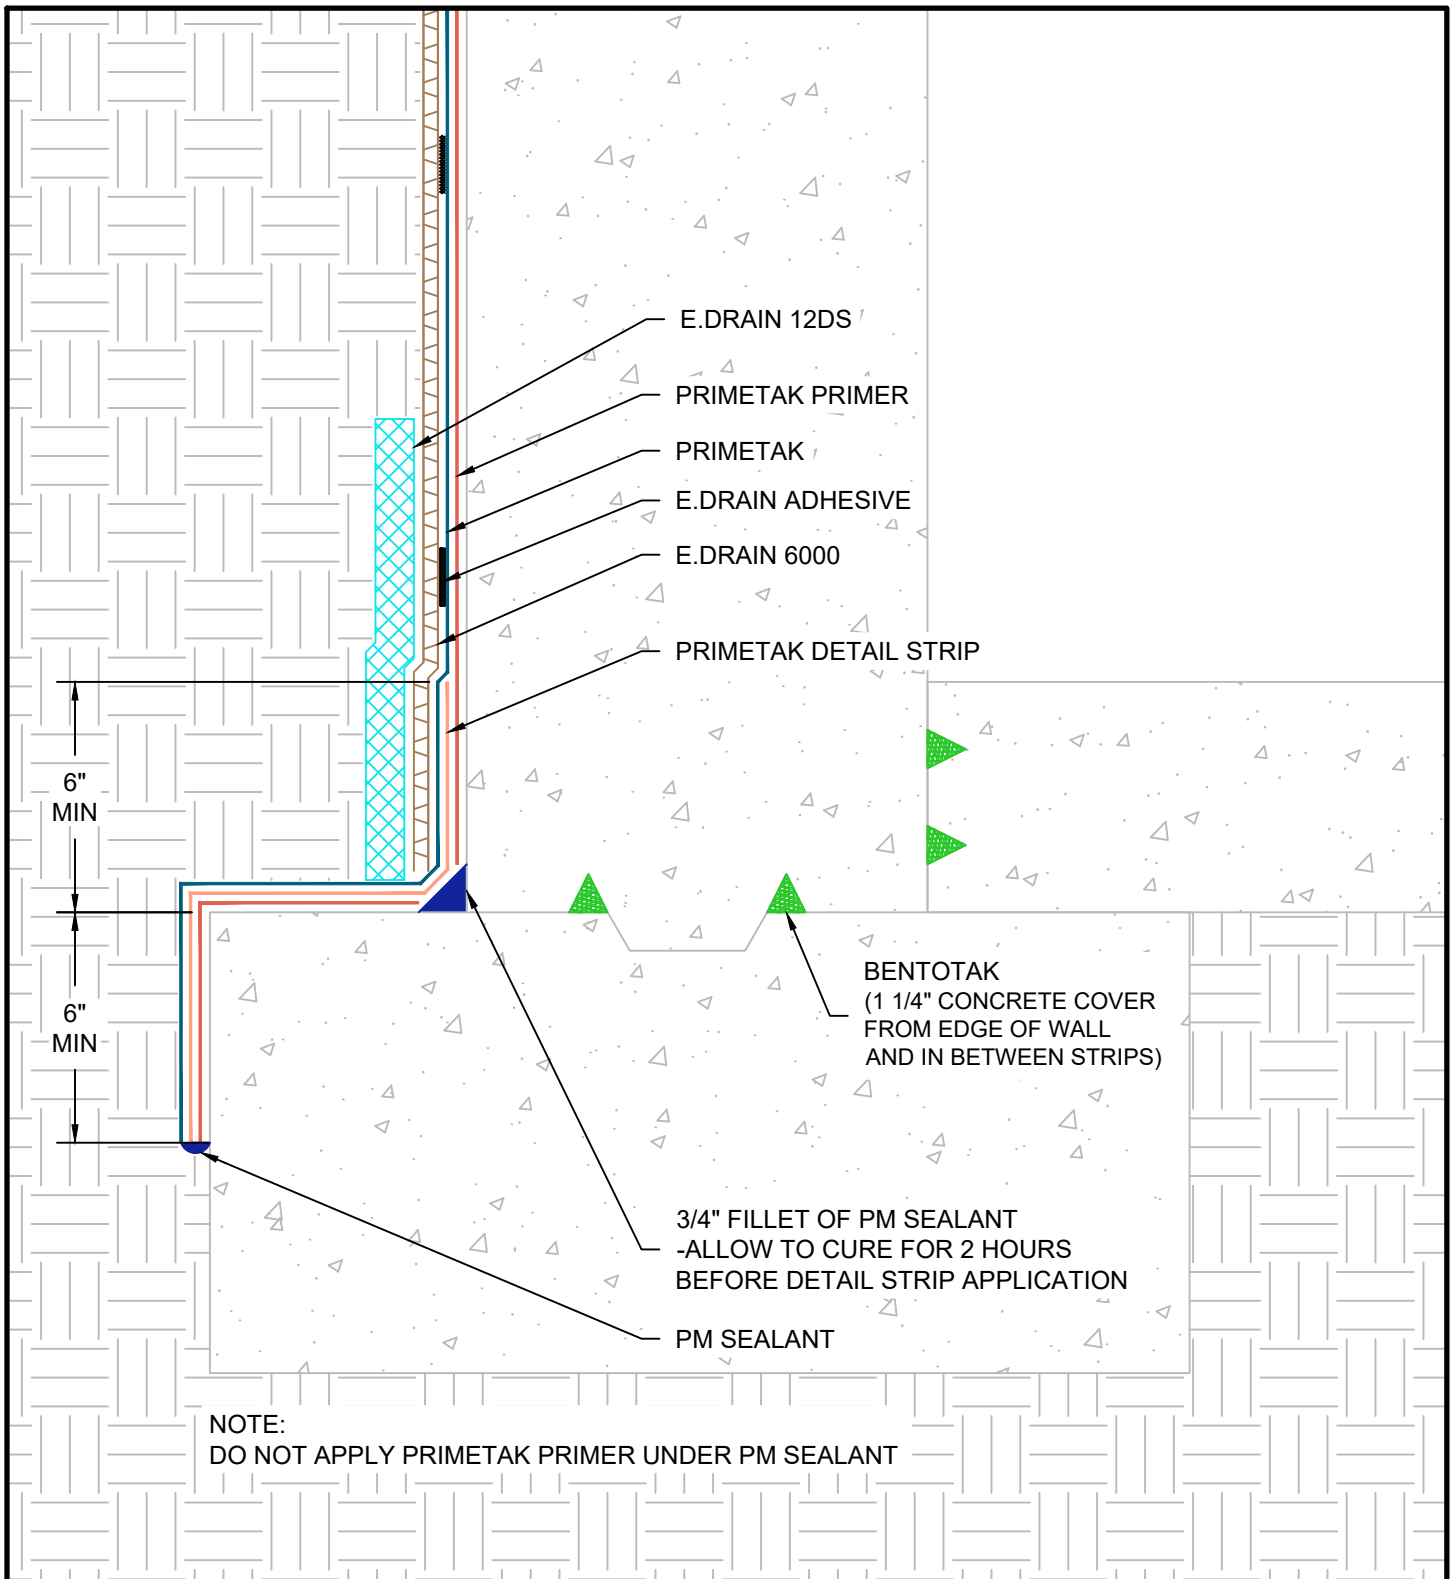 E.DRAIN 12DS
PRIMETAK PRIMER
PRIMETAK
E.DRAIN ADHESIVE
E.DRAIN 6000
PRIMETAK DETAIL STRIP
6"
MIN
6"
MIN
BENTOTAK
(1 1/4" CONCRETE COVER
FROM EDGE OF WALL
AND IN BETWEEN STRIPS)
3/4" FILLET OF PM SEALANT
-ALLOW TO CURE FOR 2 HOURS
BEFORE DETAIL STRIP APPLICATION
PM SEALANT
NOTE:
DO NOT APPLY PRIMETAK PRIMER UNDER PM SEALANT